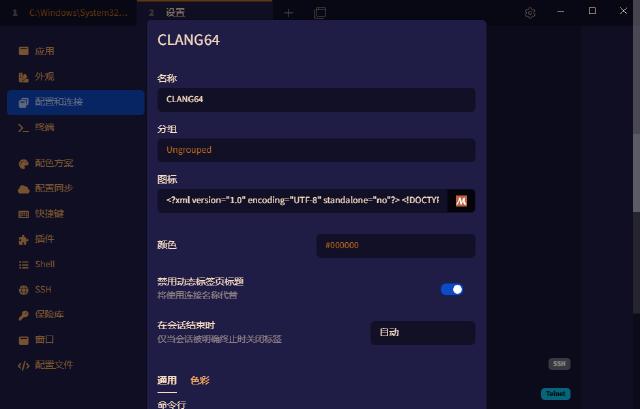 1 C:\Windows\System32...
2 设置
应用
外观
配置和连接
终端
配色方案
配置同步
快捷键
插件
Shell
SSH
保险库
窗口
配置文件
CLANG64
名称
CLANG64
分组
Ungrouped
图标
<?xml version="1.0" encoding="UTF-8" standalone="no"?> <!DOCTYP
颜色
#000000
禁用动态标签页标题
将使用连接名称代替
在会话结束时
仅当会话被明确终止时关闭标签
自动
通用 色彩
命令行
SSH
Telnet